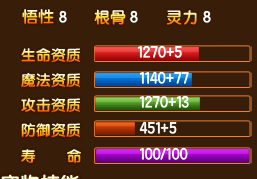 悟性 8 根骨 8 灵力 8
生命资质 1270+5
魔法资质 1140+77
攻击资质 1270+13
防御资质 451+5
寿 命 100/100